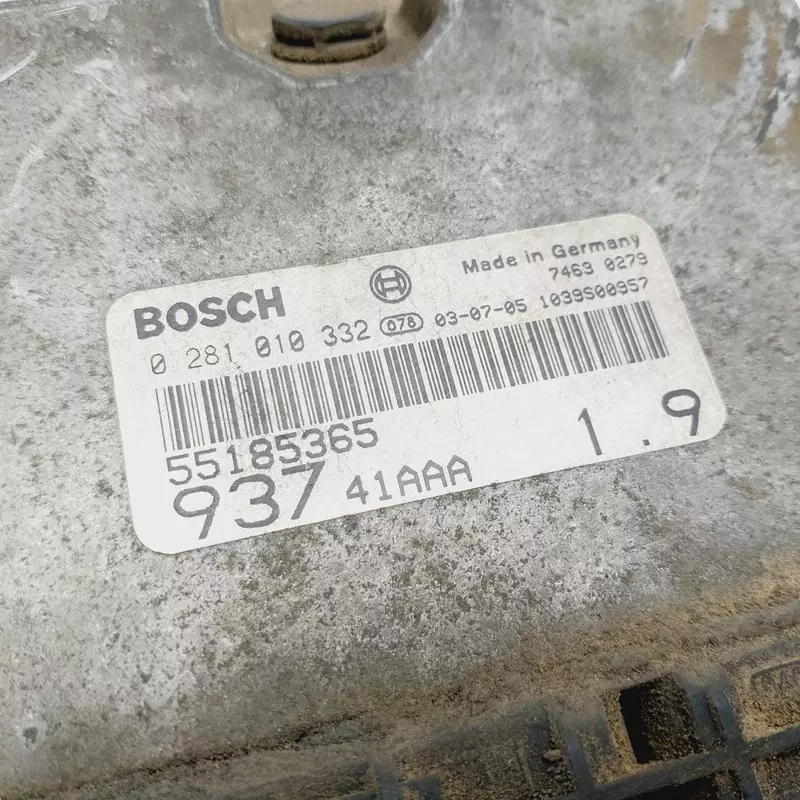 BOSCH
Made in Germany
7463 0279
0 281 010 332 078 03-07-05 1039S00957
55185365
937 41AAA 1.9